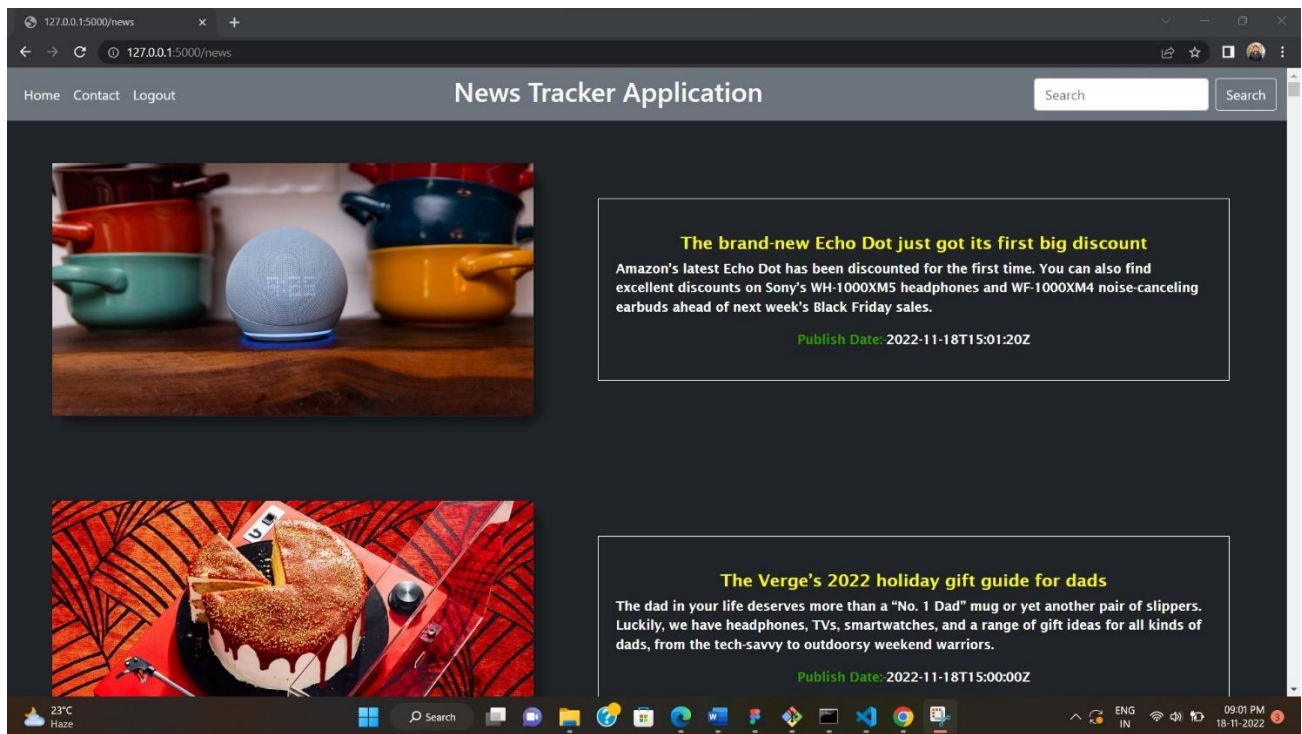 127.0.0.1:5000/news
127.0.0.1:5000/news
Home Contact Logout
News Tracker Application
Search
Search
The brand-new Echo Dot just got its first big discount
Amazon’s latest Echo Dot has been discounted for the first time. You can also find
excellent discounts on Sony’s WH-1000XM5 headphones and WF-1000XM4 noise-canceling
earbuds ahead of next week’s Black Friday sales.
Publish Date:-2022-11-18T15:01:20Z
The Verge’s 2022 holiday gift guide for dads
The dad in your life deserves more than a “No. 1 Dad” mug or yet another pair of slippers.
Luckily, we have headphones, TVs, smartwatches, and a range of gift ideas for all kinds of
dads, from the tech-savvy to outdoorsy weekend warriors.
Publish Date:-2022-11-18T15:00:00Z
23°C
Haze
Search
ENG
IN
09:01 PM
18-11-2022
3